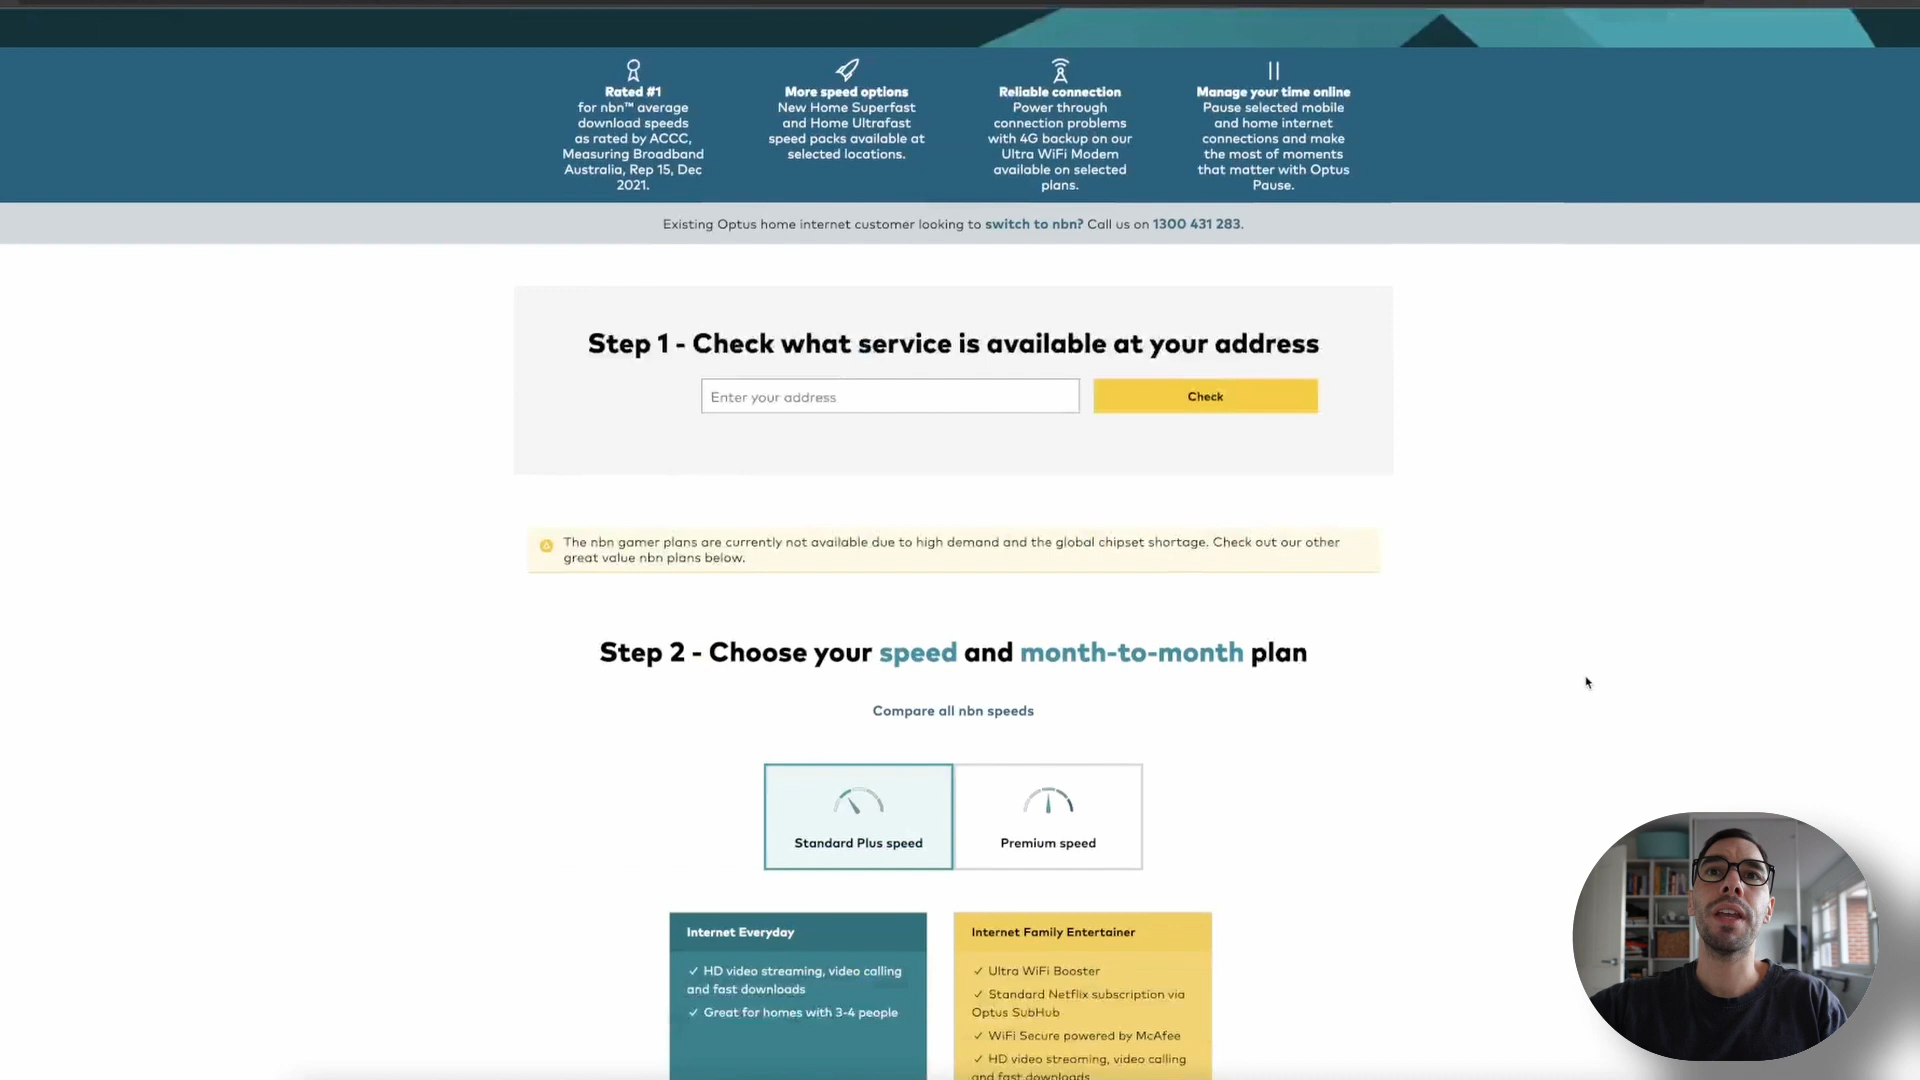 Rated #1
for nbn™ average
download speeds
as rated by ACCC,
Measuring Broadband
Australia, Rep 15, Dec
2021.
More speed options
New Home Superfast
and Home Ultrafast
speed packs available at
selected locations.
Reliable connection
Power through
connection problems
with 4G backup on our
Ultra WiFi Modem
available on selected
plans.
Manage your time online
Pause selected mobile
and home internet
connections and make
the most of moments
that matter with Optus
Pause.
Existing Optus home internet customer looking to switch to nbn? Call us on 1300 431 283.
Step 1 - Check what service is available at your address
Enter your address
Check
The nbn gamer plans are currently not available due to high demand and the global chipset shortage. Check out our other
great value nbn plans below.
Step 2 - Choose your speed and month-to-month plan
Compare all nbn speeds
Standard Plus speed
Premium speed
Internet Everyday
✓ HD video streaming, video calling
and fast downloads
✓ Great for homes with 3-4 people
Internet Family Entertainer
✓ Ultra WiFi Booster
✓ Standard Netflix subscription via
Optus SubHub
✓ WiFi Secure powered by McAfee
✓ HD video streaming, video calling
and fast downloads